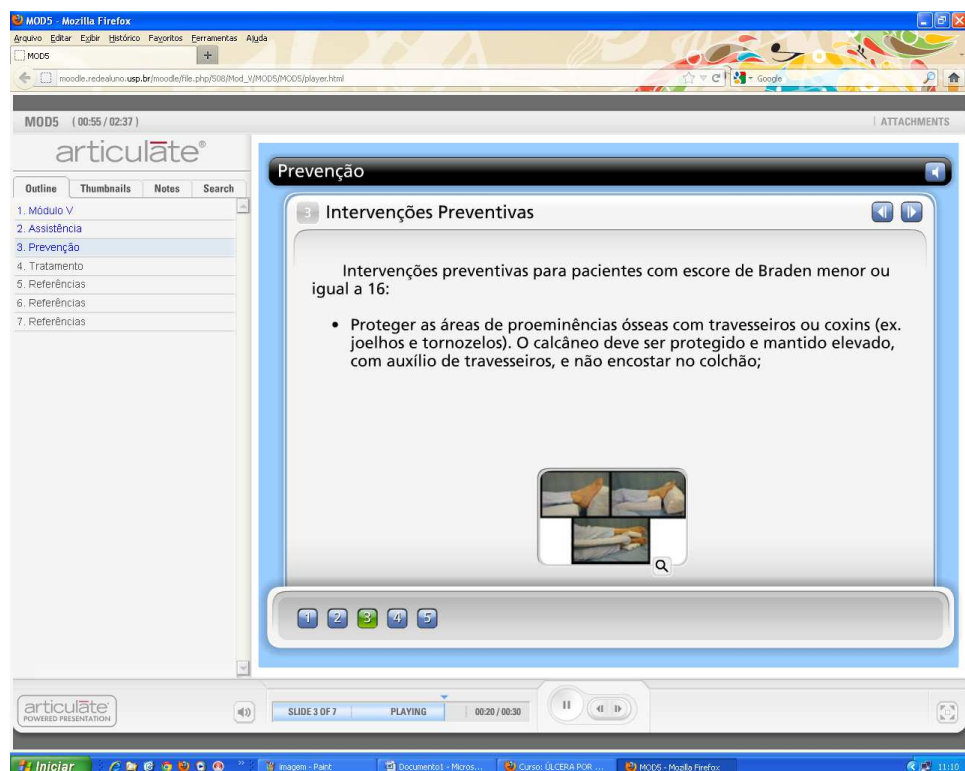 MOD5 - Mozilla Firefox
Arquivo Editar Exibir Histórico Favoritos Ferramentas Ajuda
MOD5
moodle.redealuno.usp.br/moodle/file.php/508/Mod_V/MOD5/MOD5/player.html
Google
MOD5 (00:55 / 02:37)
ATTACHMENTS
articulāte®
Outline Thumbnails Notes Search
1. Módulo V
2. Assistência
3. Prevenção
4. Tratamento
5. Referências
6. Referências
7. Referências
Prevenção
3 Intervenções Preventivas
Intervenções preventivas para pacientes com escore de Braden menor ou
igual a 16:
• Proteger as áreas de proeminências ósseas com travesseiros ou coxins (ex.
joelhos e tornozelos). O calcâneo deve ser protegido e mantido elevado,
com auxílio de travesseiros, e não encostar no colchão;
1 2 3 4 5
articulāte
POWERED PRESENTATION
SLIDE 3 OF 7 PLAYING 00:20 / 00:30
Iniciar
imagem - Paint
Documento1 - Micros...
Curso: ÚLCERA POR ...
MOD5 - Mozilla Firefox
11:10